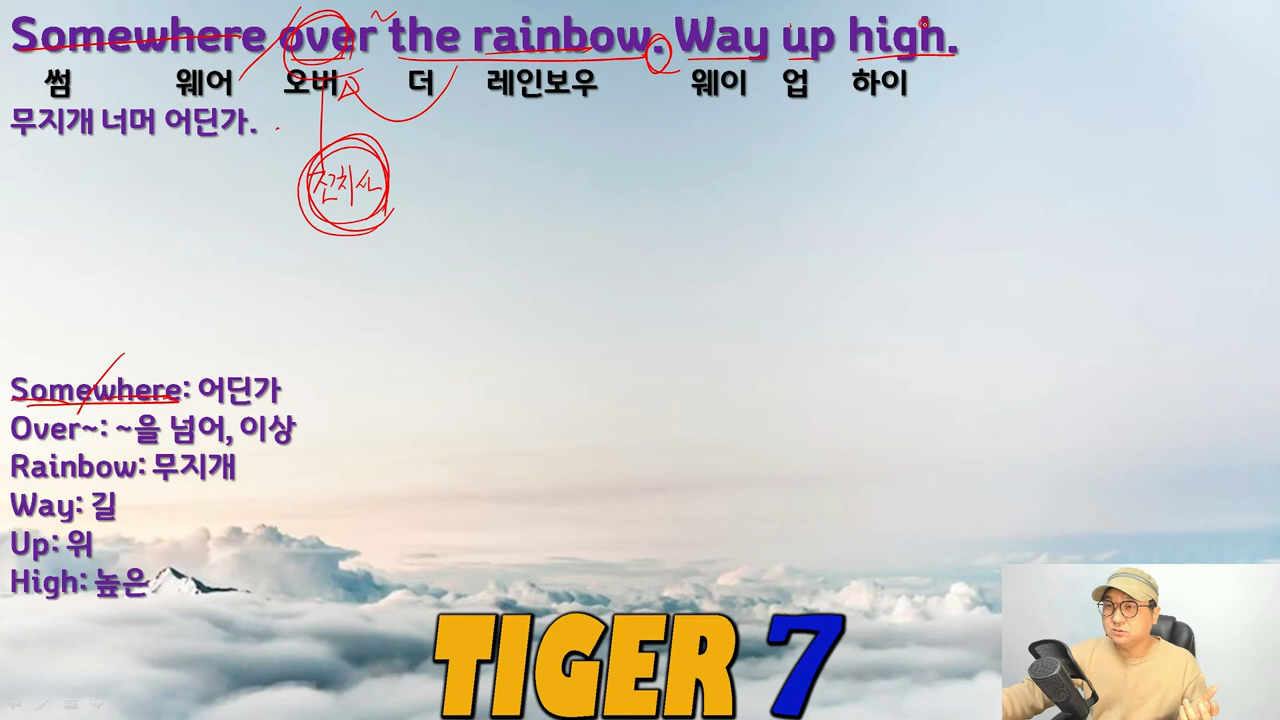 Somewhere over the rainbow. Way up high.
썸 웨어 오버 더 레인보우 웨이 업 하이
무지개 너머 어딘가.
전치사
Somewhere: 어딘가
Over~: ~을 넘어, 이상
Rainbow: 무지개
Way: 길
Up: 위
High: 높은
TIGER 7